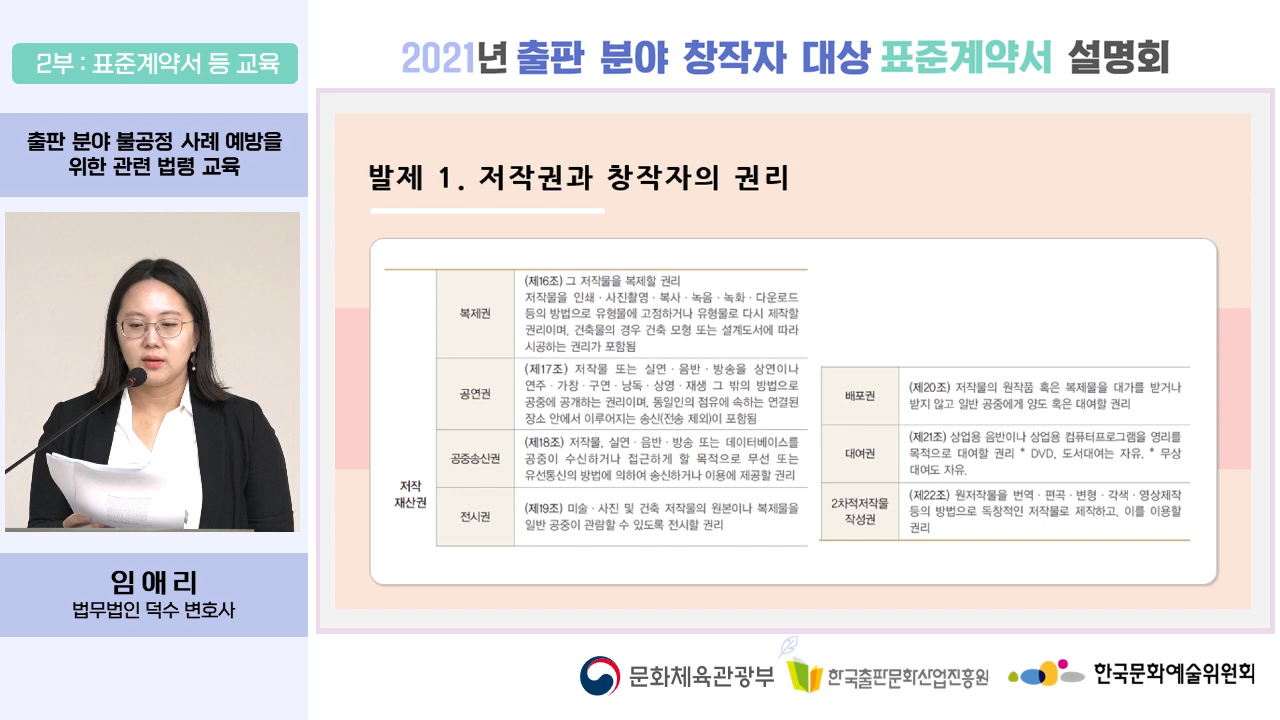 2부 : 표준계약서 등 교육
출판 분야 불공정 사례 예방을
위한 관련 법령 교육
임애리
법무법인 덕수 변호사
2021년 출판 분야 창작자 대상 표준계약서 설명회
발제 1. 저작권과 창작자의 권리
저작
재산권
복제권
(제16조) 그 저작물을 복제할 권리
저작물을 인쇄·사진촬영·복사·녹음·녹화·다운로드
등의 방법으로 유형물에 고정하거나 유형물로 다시 제작할
권리이며, 건축물의 경우 건축 모형 또는 설계도서에 따라
시공하는 권리가 포함됨
공연권
(제17조) 저작물 또는 실연·음반·방송을 상연이나
연주·가창·구연·낭독·상영·재생 그 밖의 방법으로
공중에 공개하는 권리이며, 동일인의 점유에 속하는 연결된
장소 안에서 이루어지는 송신(전송 제외)이 포함됨
공중송신권
(제18조) 저작물, 실연·음반·방송 또는 데이터베이스를
공중이 수신하거나 접근하게 할 목적으로 무선 또는
유선통신의 방법에 의하여 송신하거나 이용에 제공할 권리
전시권
(제19조) 미술·사진 및 건축 저작물의 원본이나 복제물을
일반 공중이 관람할 수 있도록 전시할 권리
배포권
(제20조) 저작물의 원작품 혹은 복제물을 대가를 받거나
받지 않고 일반 공중에게 양도 혹은 대여할 권리
대여권
(제21조) 상업용 음반이나 상업용 컴퓨터프로그램을 영리를
목적으로 대여할 권리 * DVD, 도서대여는 자유. * 무상
대여도 자유.
2차적저작물
작성권
(제22조) 원저작물을 번역·편곡·변형·각색·영상제작
등의 방법으로 독창적인 저작물로 제작하고, 이를 이용할
권리
문화체육관광부
한국출판문화산업진흥원
한국문화예술위원회